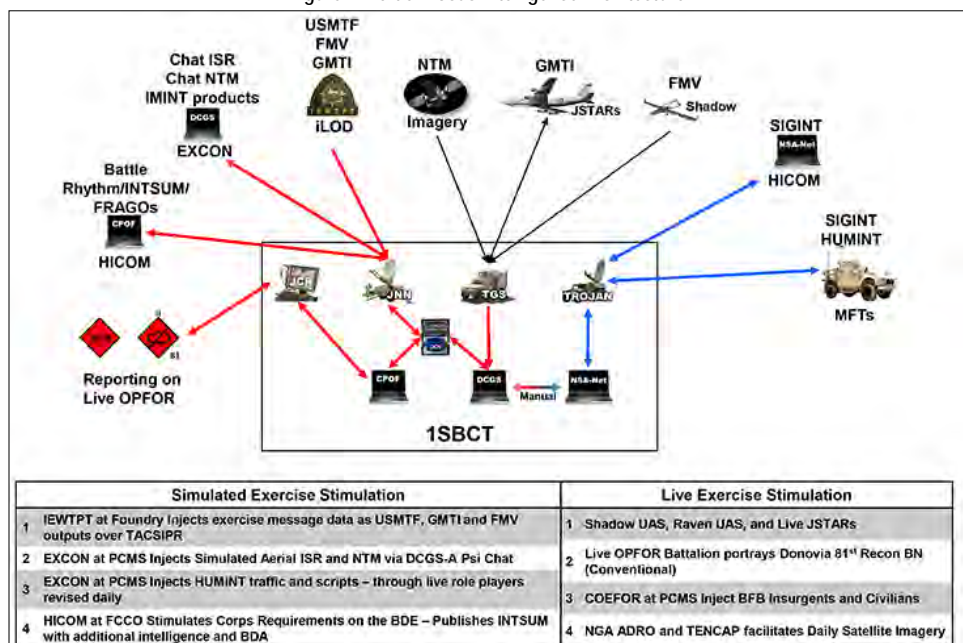 USMTF
FMV
GMTI
iLOD
Chat ISR
Chat NTM
IMINT products
DCGS
EXCON
NTM
Imagery
GMTI
JSTARs
FMV
Shadow
SIGINT
NSA-Net
HICOM
Battle
Rhythm/INTSUM/
FRAGOs
CPOF
HICOM
SIGINT
HUMINT
MFTs
JCR
JNN
TGS
TROJAN
81
Reporting on
Live OPFOR
CPOF
DCGS
Manual
NSA-Net
1SBCT
Simulated Exercise Stimulation
1 IEWTPT at Foundry Injects exercise message data as USMTF, GMTI and FMV
outputs over TACSIPR
2 EXCON at PCMS Injects Simulated Aerial ISR and NTM via DCGS-A Psi Chat
3 EXCON at PCMS Injects HUMINT traffic and scripts – through live role players
revised daily
4 HICOM at FCCO Stimulates Corps Requirements on the BDE – Publishes INTSUM
with additional intelligence and BDA
Live Exercise Stimulation
1 Shadow UAS, Raven UAS, and Live JSTARs
2 Live OPFOR Battalion portrays Donovia 81st Recon BN
(Conventional)
3 COEFOR at PCMS Inject BFB Insurgents and Civilians
4 NGA ADRO and TENCAP facilitates Daily Satellite Imagery